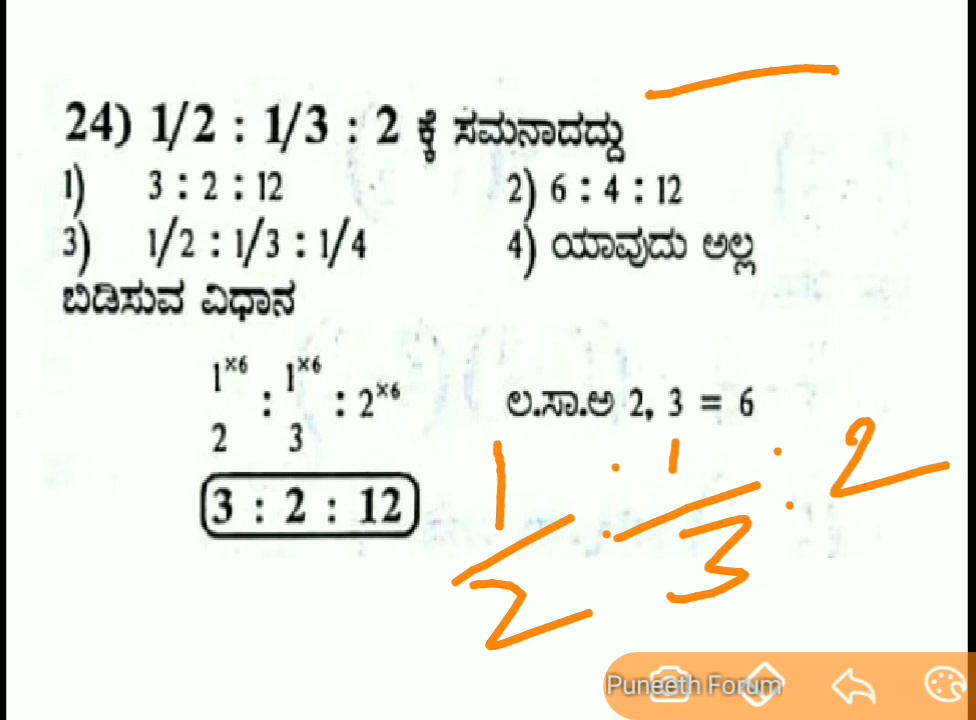 24) 1/2 : 1/3 : 2 ಕ್ಕೆ ಸಮನಾದದ್ದು
1) 3 : 2 : 12 2) 6 : 4 : 12
3) 1/2 : 1/3 : 1/4 4) ಯಾವುದು ಅಲ್ಲ
ಬಿಡಿಸುವ ವಿಧಾನ
1×6 : 1×6 : 2×6 ಲ.ಸಾ.ಅ 2, 3 = 6
2 3
3 : 2 : 12
1 : 1 : 2
2 3
Puneeth Forum